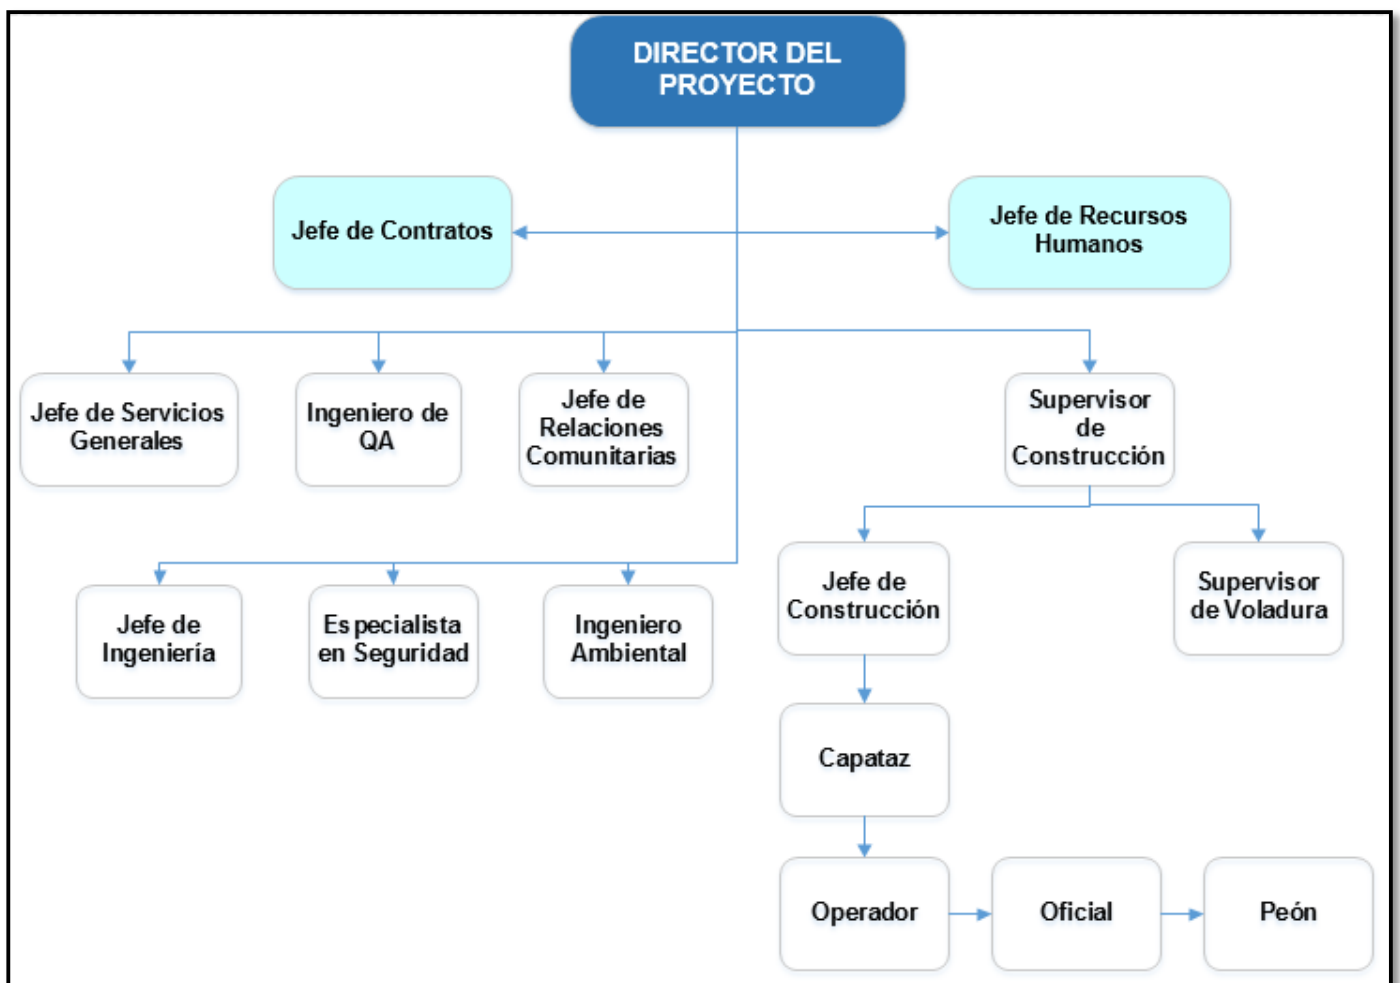 DIRECTOR DEL
PROYECTO
Jefe de Contratos
Jefe de Recursos
Humanos
Jefe de Servicios
Generales
Ingeniero de
QA
Jefe de
Relaciones
Comunitarias
Supervisor
de
Construcción
Jefe de
Construcción
Supervisor
de Voladura
Jefe de
Ingeniería
Especialista
en Seguridad
Ingeniero
Ambiental
Capataz
Operador
Oficial
Peón